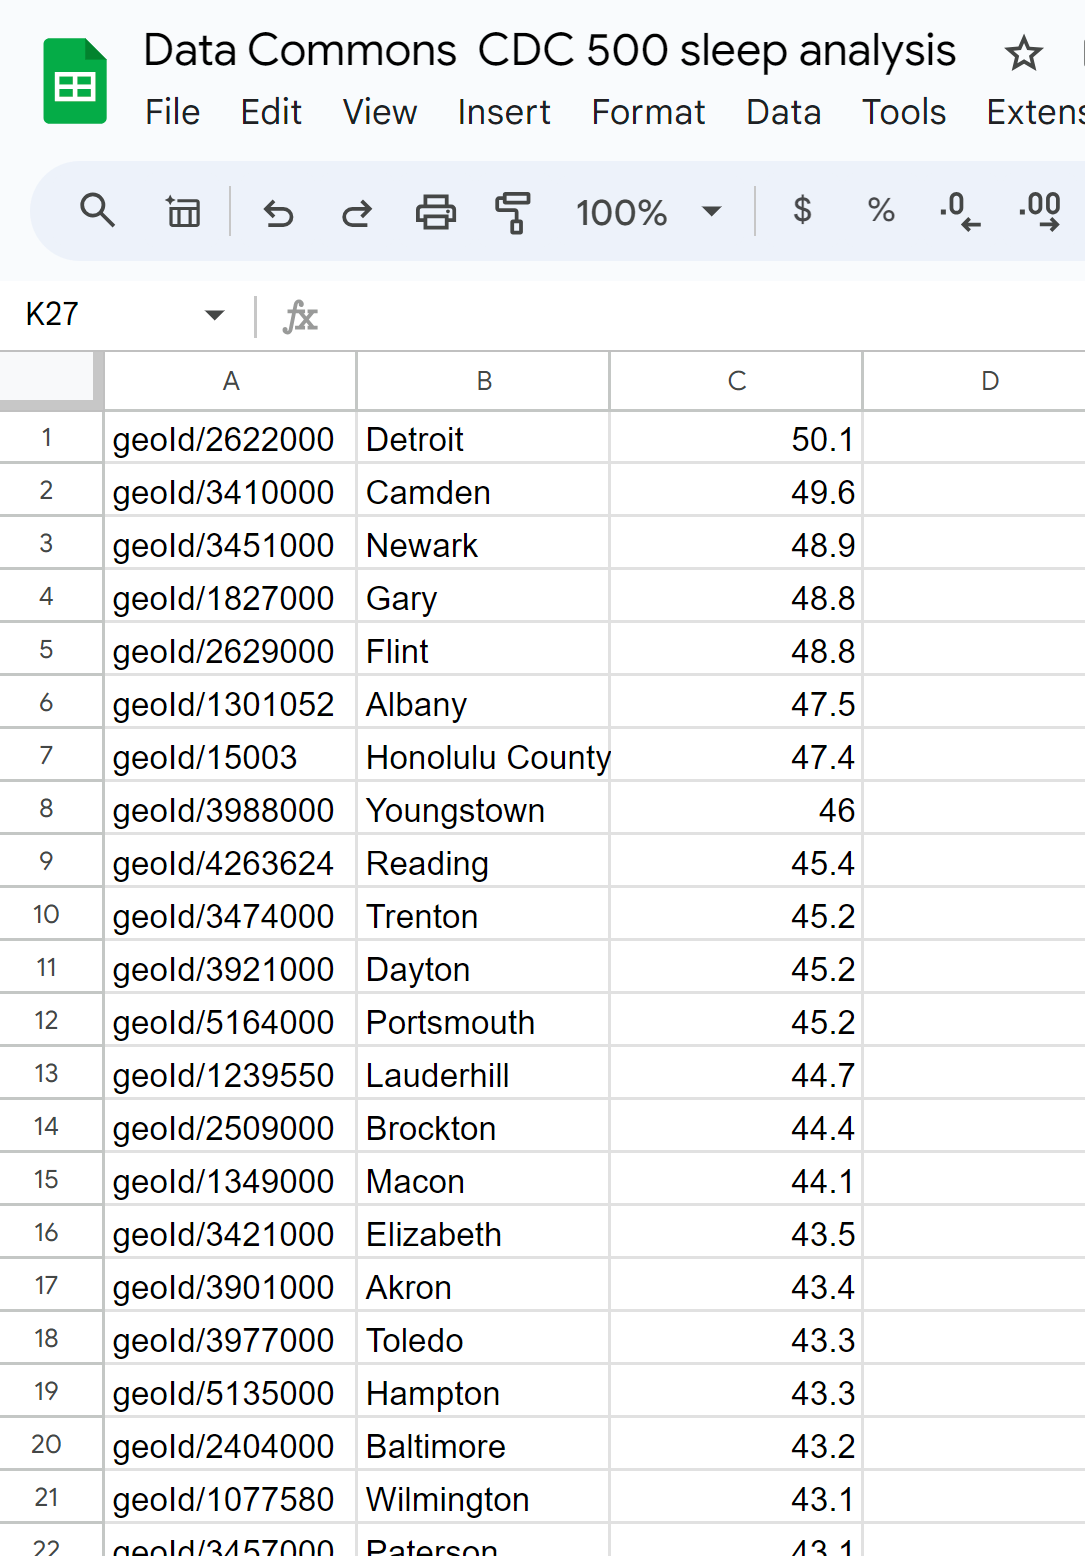 Data Commons  CDC 500 sleep analysis
File Edit View Insert Format Data Tools Extens
100% $ % .0 .00
K27 fx
A B C D
1 geoId/2622000 Detroit 50.1
2 geoId/3410000 Camden 49.6
3 geoId/3451000 Newark 48.9
4 geoId/1827000 Gary 48.8
5 geoId/2629000 Flint 48.8
6 geoId/1301052 Albany 47.5
7 geoId/15003 Honolulu County 47.4
8 geoId/3988000 Youngstown 46
9 geoId/4263624 Reading 45.4
10 geoId/3474000 Trenton 45.2
11 geoId/3921000 Dayton 45.2
12 geoId/5164000 Portsmouth 45.2
13 geoId/1239550 Lauderhill 44.7
14 geoId/2509000 Brockton 44.4
15 geoId/1349000 Macon 44.1
16 geoId/3421000 Elizabeth 43.5
17 geoId/3901000 Akron 43.4
18 geoId/3977000 Toledo 43.3
19 geoId/5135000 Hampton 43.3
20 geoId/2404000 Baltimore 43.2
21 geoId/1077580 Wilmington 43.1
22 geoId/3457000 Paterson 43.1